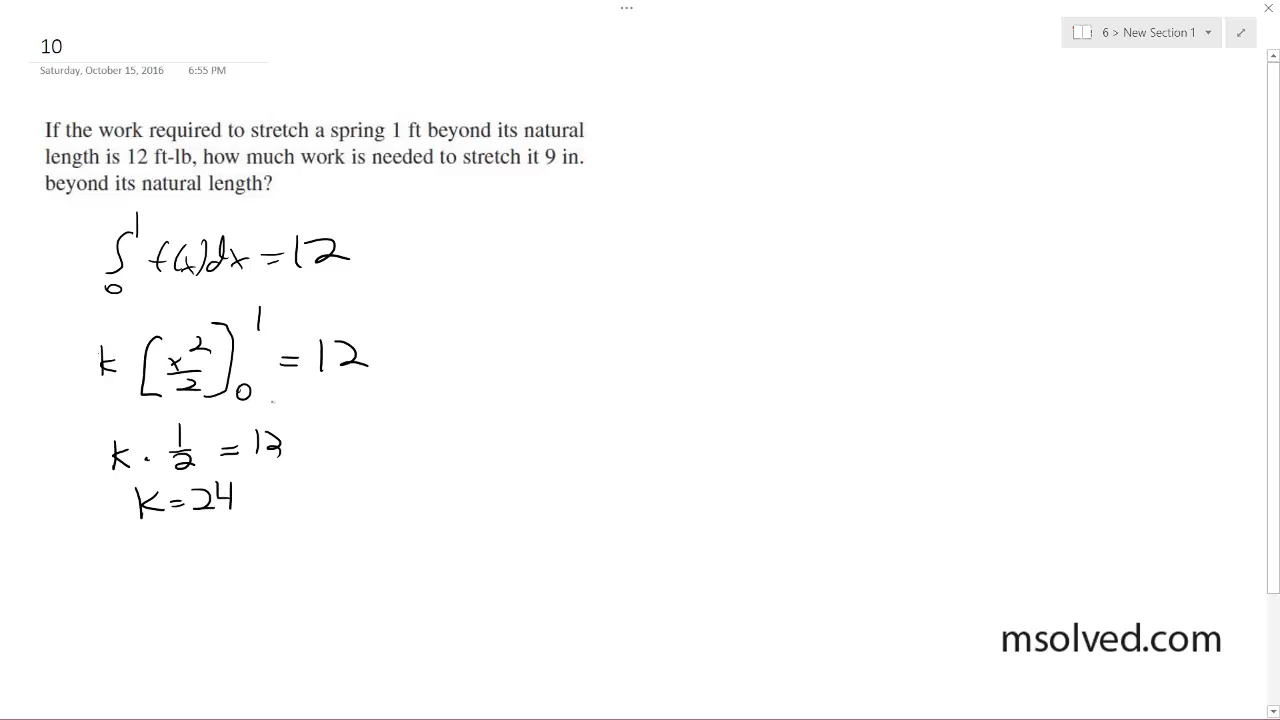 ...
10
6 > New Section 1
Saturday, October 15, 2016 6:55 PM
If the work required to stretch a spring 1 ft beyond its natural
length is 12 ft-lb, how much work is needed to stretch it 9 in.
beyond its natural length?
∫₀¹ f(x)dx = 12
k [x²/2]₀¹ = 12
k · 1/2 = 12
k = 24
msolved.com